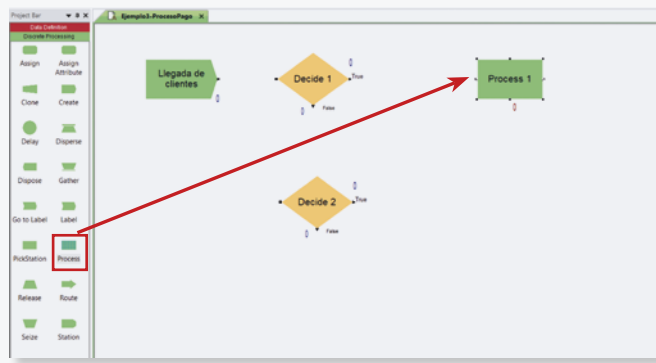 Project Bar
Ejemplo3-ProcesoPago
Data Definition
Discrete Processing
Assign
Assign
Attribute
Clone
Create
Delay
Disperse
Dispose
Gather
Go to Label
Label
PickStation
Process
Release
Route
Seize
Station
Llegada de
clientes
0
Decide 1
0
True
0
False
Process 1
0
Decide 2
0
True
0
False